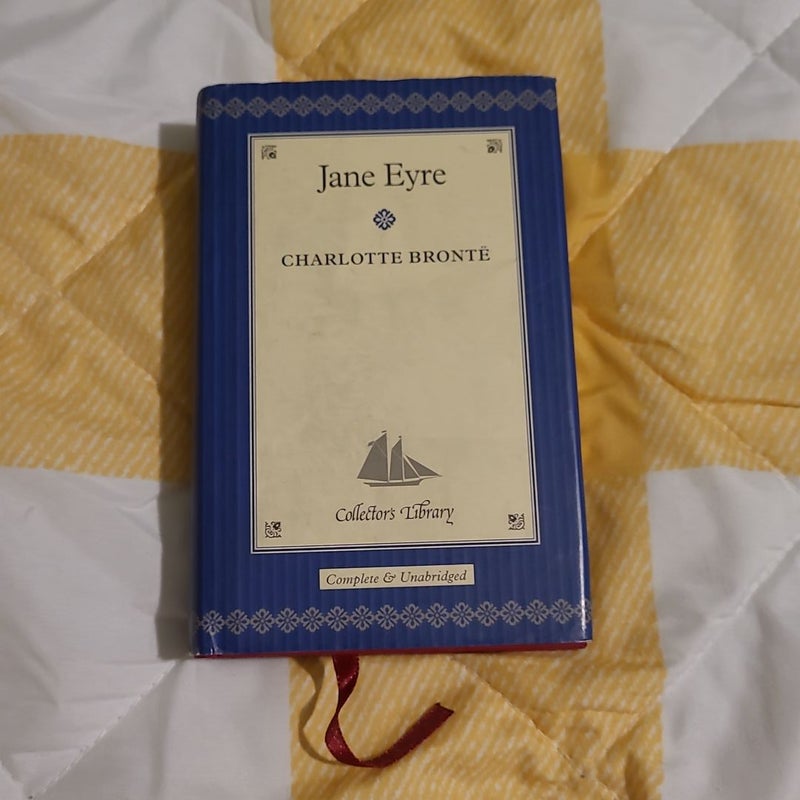 Jane Eyre
CHARLOTTE BRONTË
Collector's Library
Complete & Unabridged